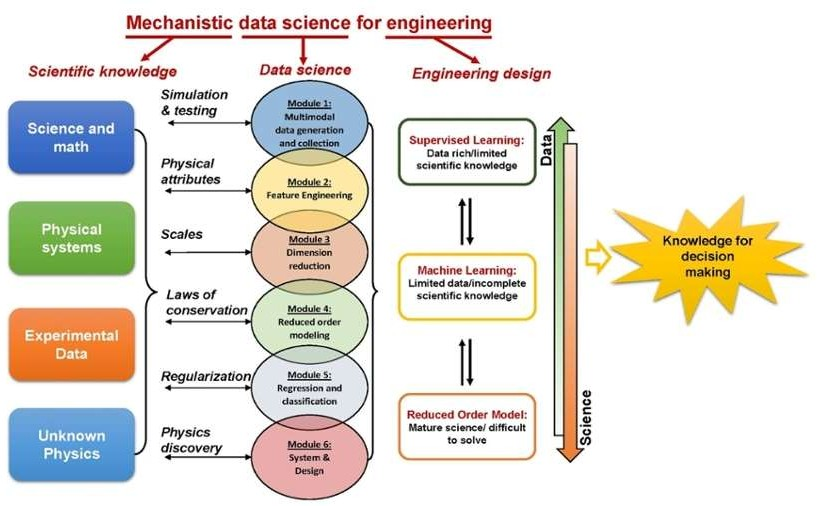 Mechanistic data science for engineering
Scientific knowledge
Data science
Engineering design
Science and
math
Physical
systems
Experimental
Data
Unknown
Physics
Simulation
& testing
Physical
attributes
Scales
Laws of
conservation
Regularization
Physics
discovery
Module 1:
Multimodal
data generation
and collection
Module 2:
Feature Engineering
Module 3
Dimension
reduction
Module 4:
Reduced order
modeling
Module 5:
Regression and
classification
Module 6:
System &
Design
Supervised Learning:
Data rich/limited
scientific knowledge
Machine Learning:
Limited data/incomplete
scientific knowledge
Reduced Order Model:
Mature science/ difficult
to solve
Data
Science
Knowledge for
decision
making